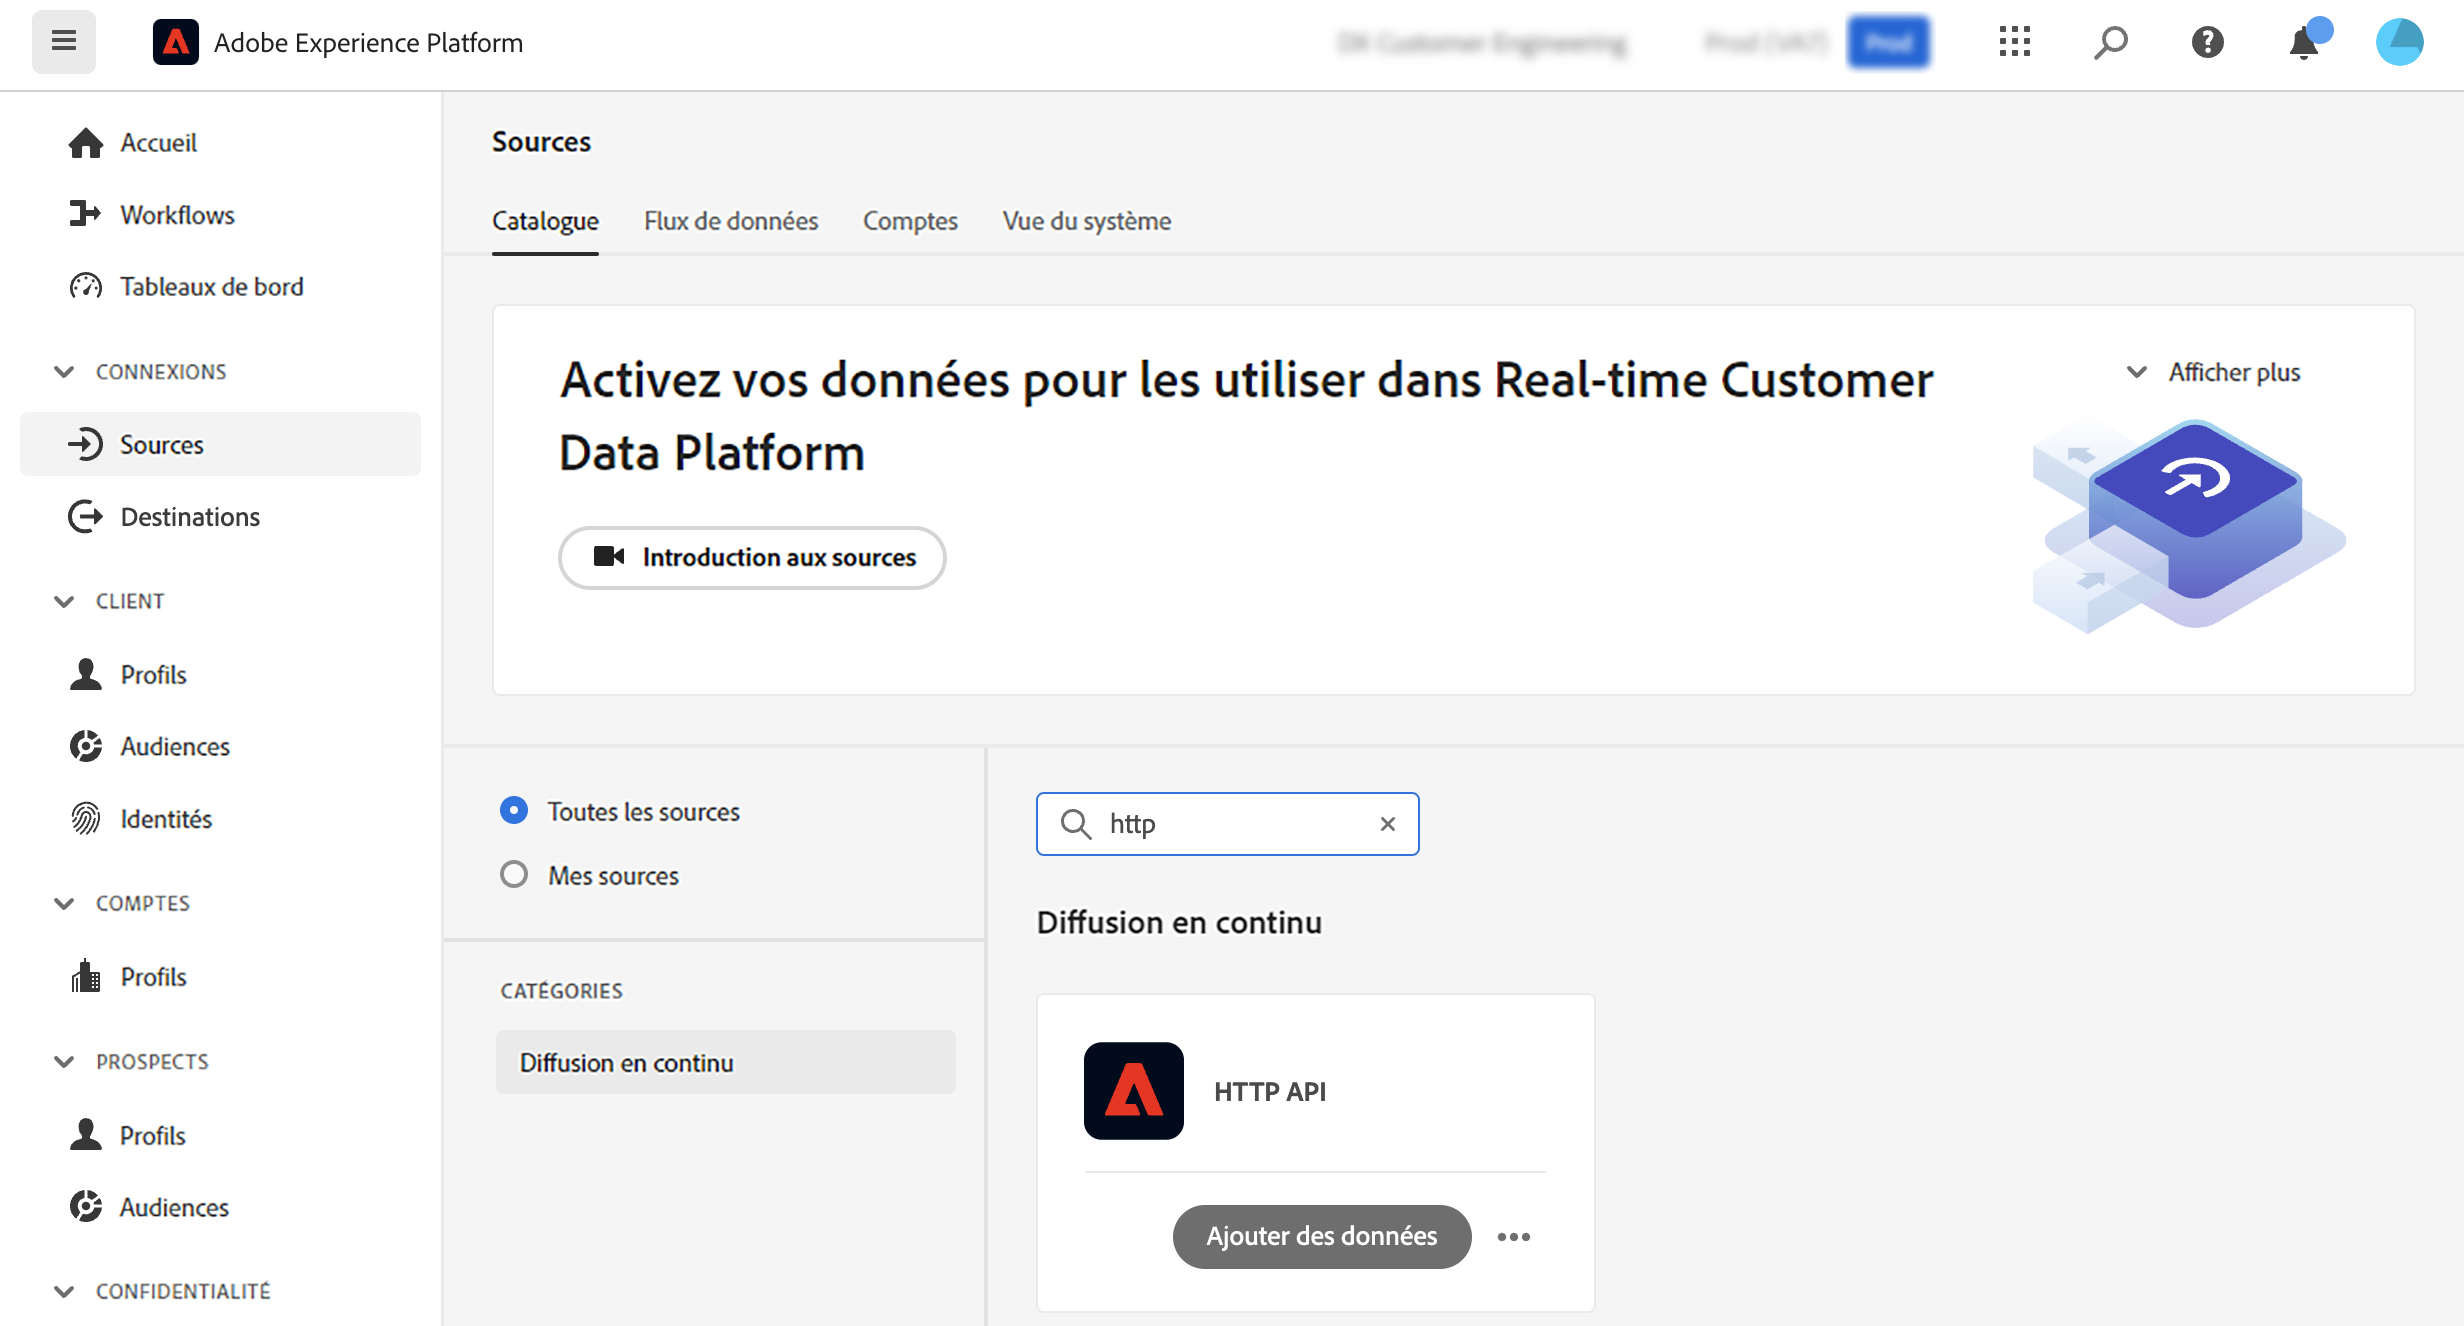 Adobe Experience Platform
Accueil
Workflows
Tableaux de bord
CONNEXIONS
Sources
Destinations
CLIENT
Profils
Audiences
Identités
COMPTES
Profils
PROSPECTS
Profils
Audiences
CONFIDENTIALITÉ
Sources
Catalogue Flux de données Comptes Vue du système
Activez vos données pour les utiliser dans Real-time Customer
Data Platform
Afficher plus
Introduction aux sources
Toutes les sources
Mes sources
CATÉGORIES
Diffusion en continu
http
Diffusion en continu
HTTP API
Ajouter des données